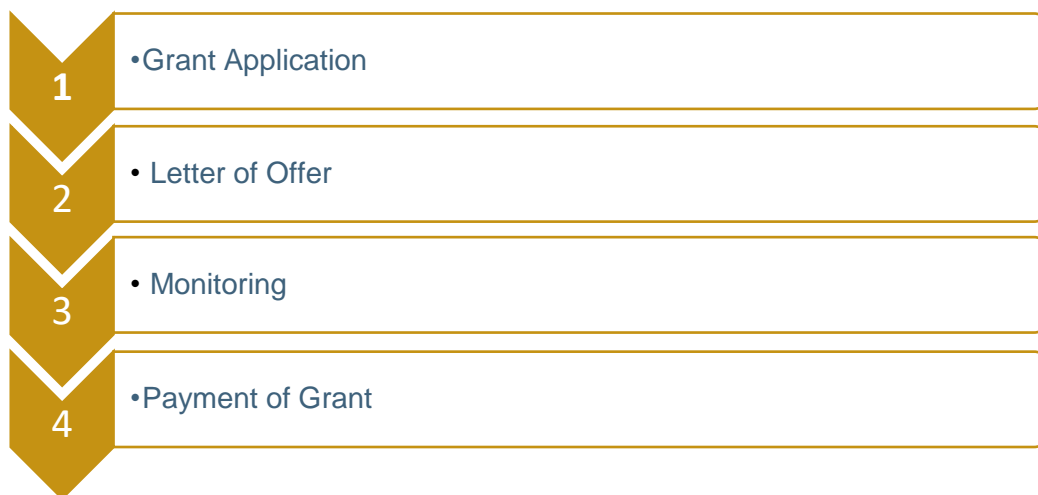 1
•Grant Application
2
• Letter of Offer
3
• Monitoring
4
•Payment of Grant